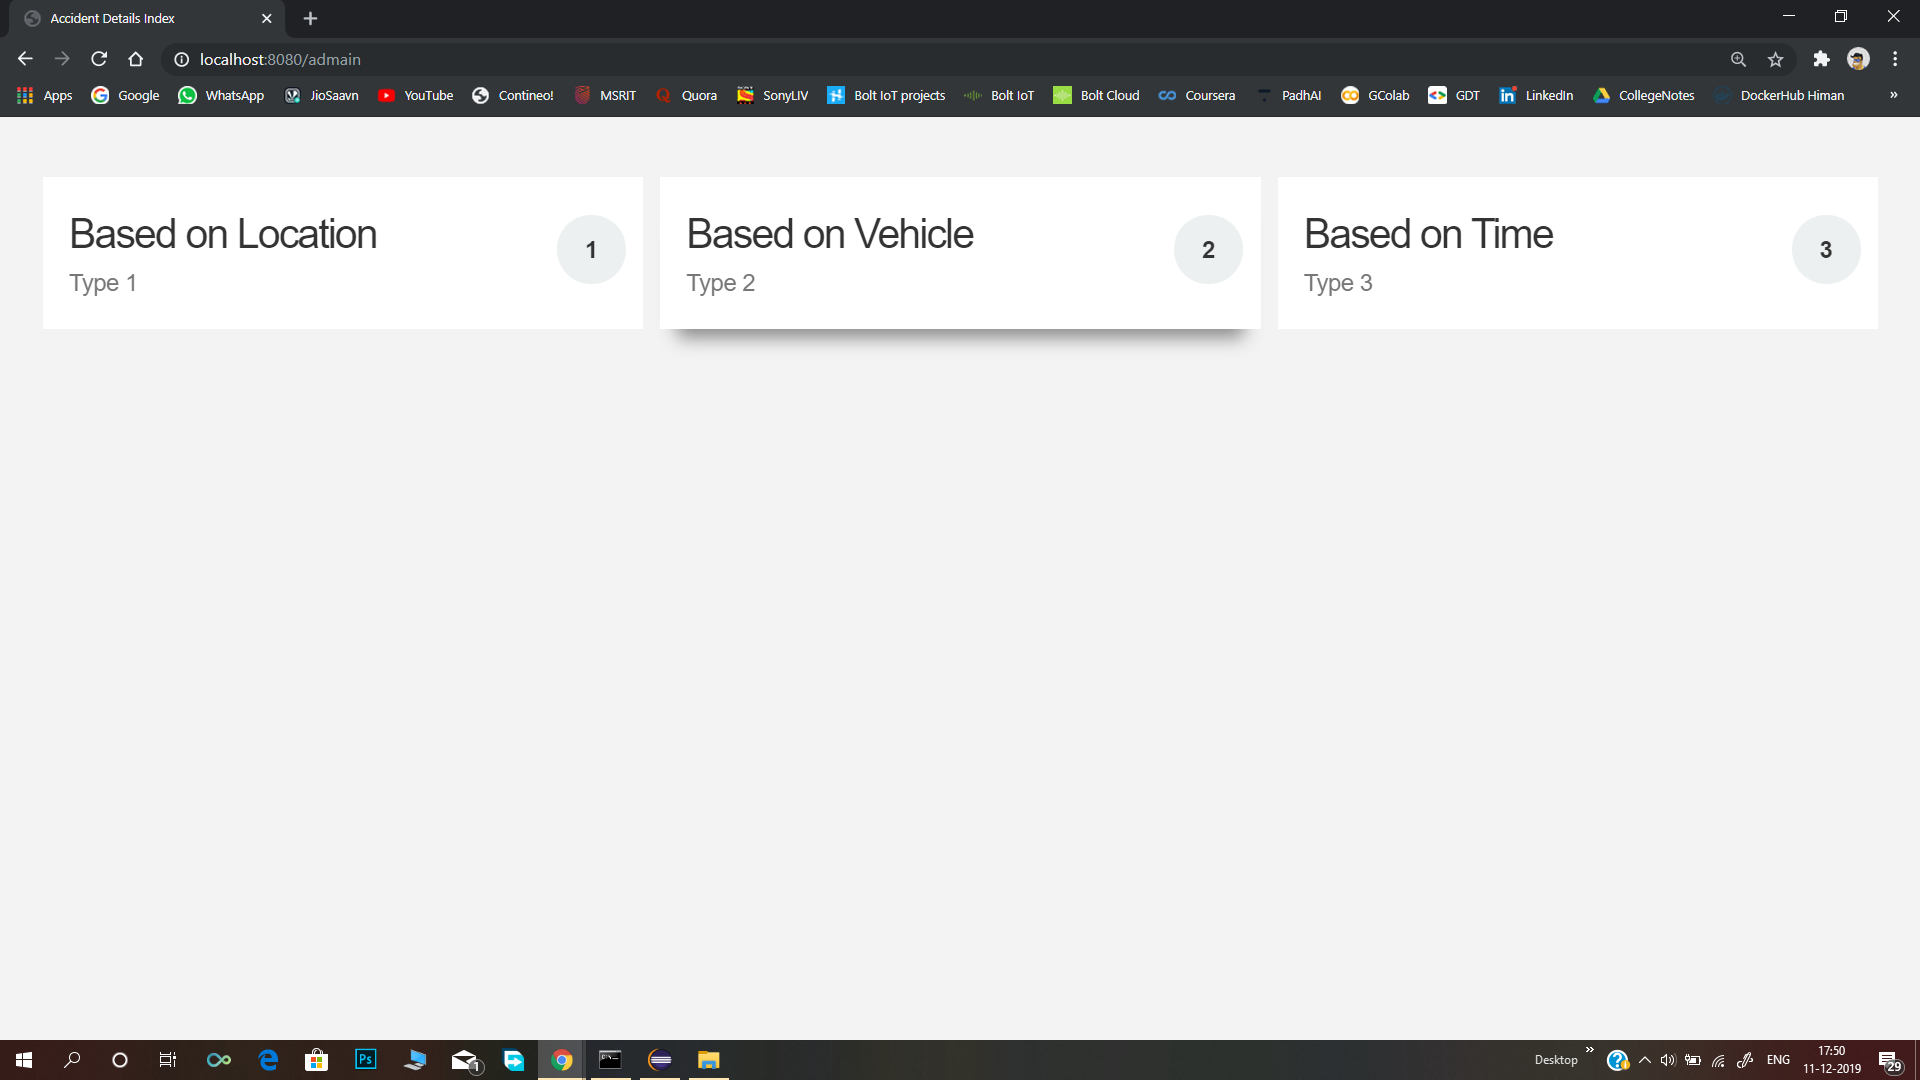 Accident Details Index
localhost:8080/admain
Apps Google WhatsApp JioSaavn YouTube Contineo! MSRIT Quora SonyLIV Bolt IoT projects Bolt IoT Bolt Cloud Coursera PadhAI GColab GDT LinkedIn CollegeNotes DockerHub Himan »
Based on Location
Type 1
1
Based on Vehicle
Type 2
2
Based on Time
Type 3
3
Ps
1
Desktop »
ENG
17:50
11-12-2019
29